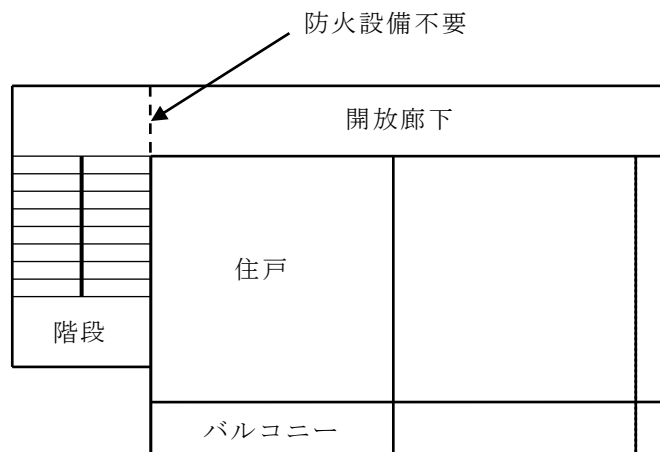 防火設備不要
開放廊下
住戸
階段
バルコニー